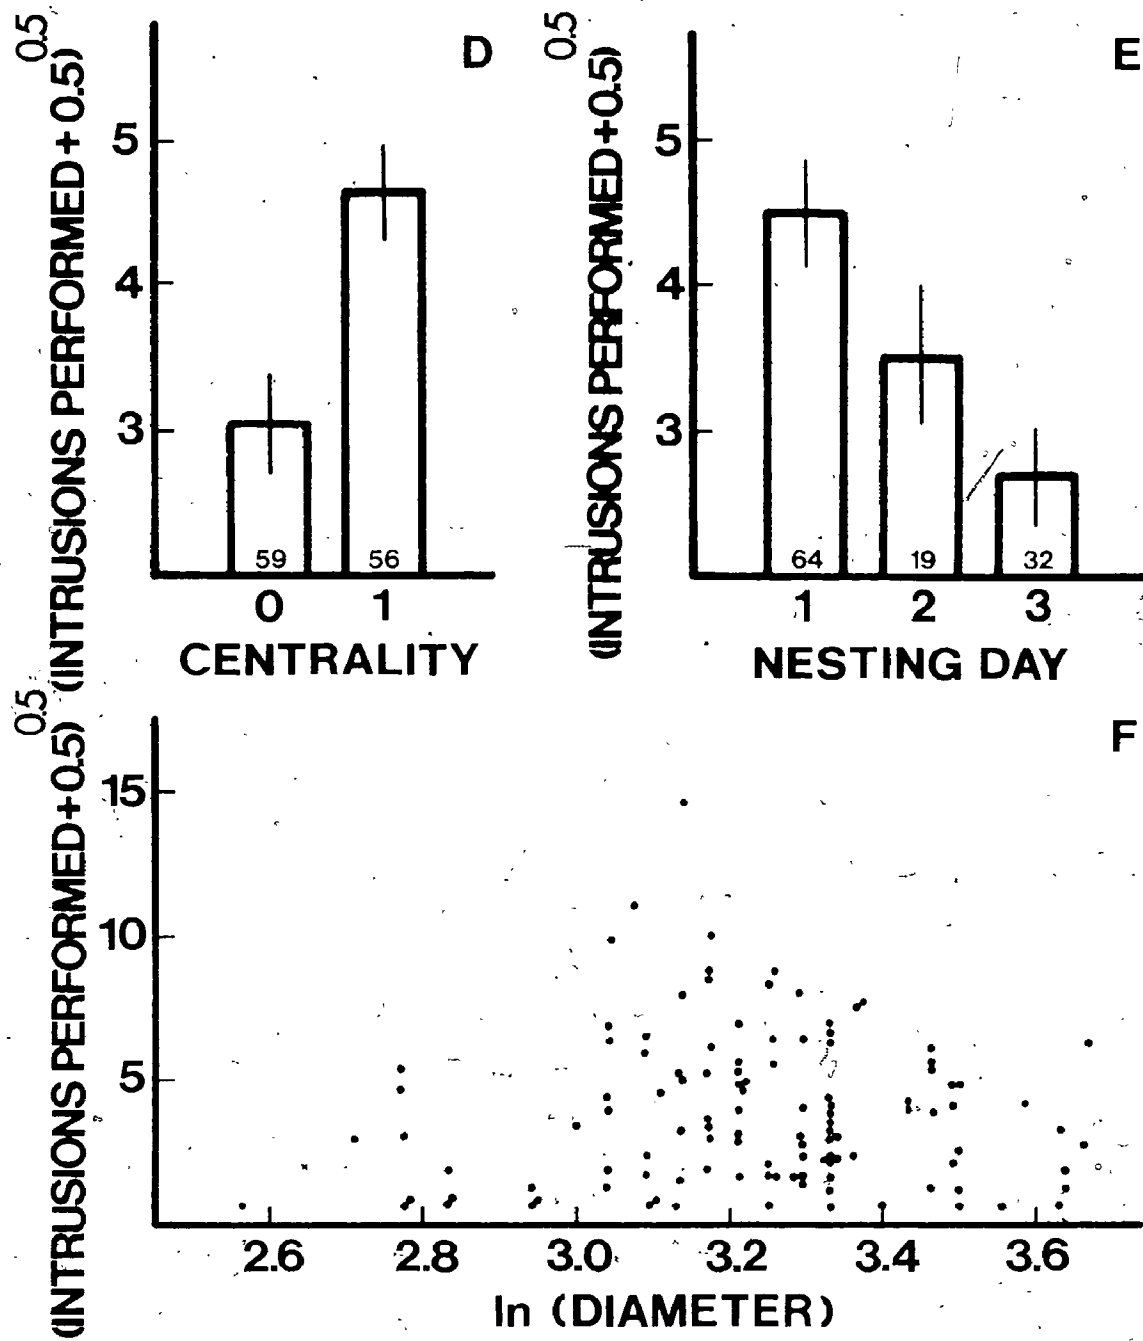 D
(INTRUSIONS PERFORMED + 0.5) 0.5
5
4
3
59 56
0 1
CENTRALITY
E
(INTRUSIONS PERFORMED+0.5) 0.5
5
4
3
64 19 32
1 2 3
NESTING DAY
F
(INTRUSIONS PERFORMED+0.5) 0.5
15
10
5
2.6 2.8 3.0 3.2 3.4 3.6
ln (DIAMETER)